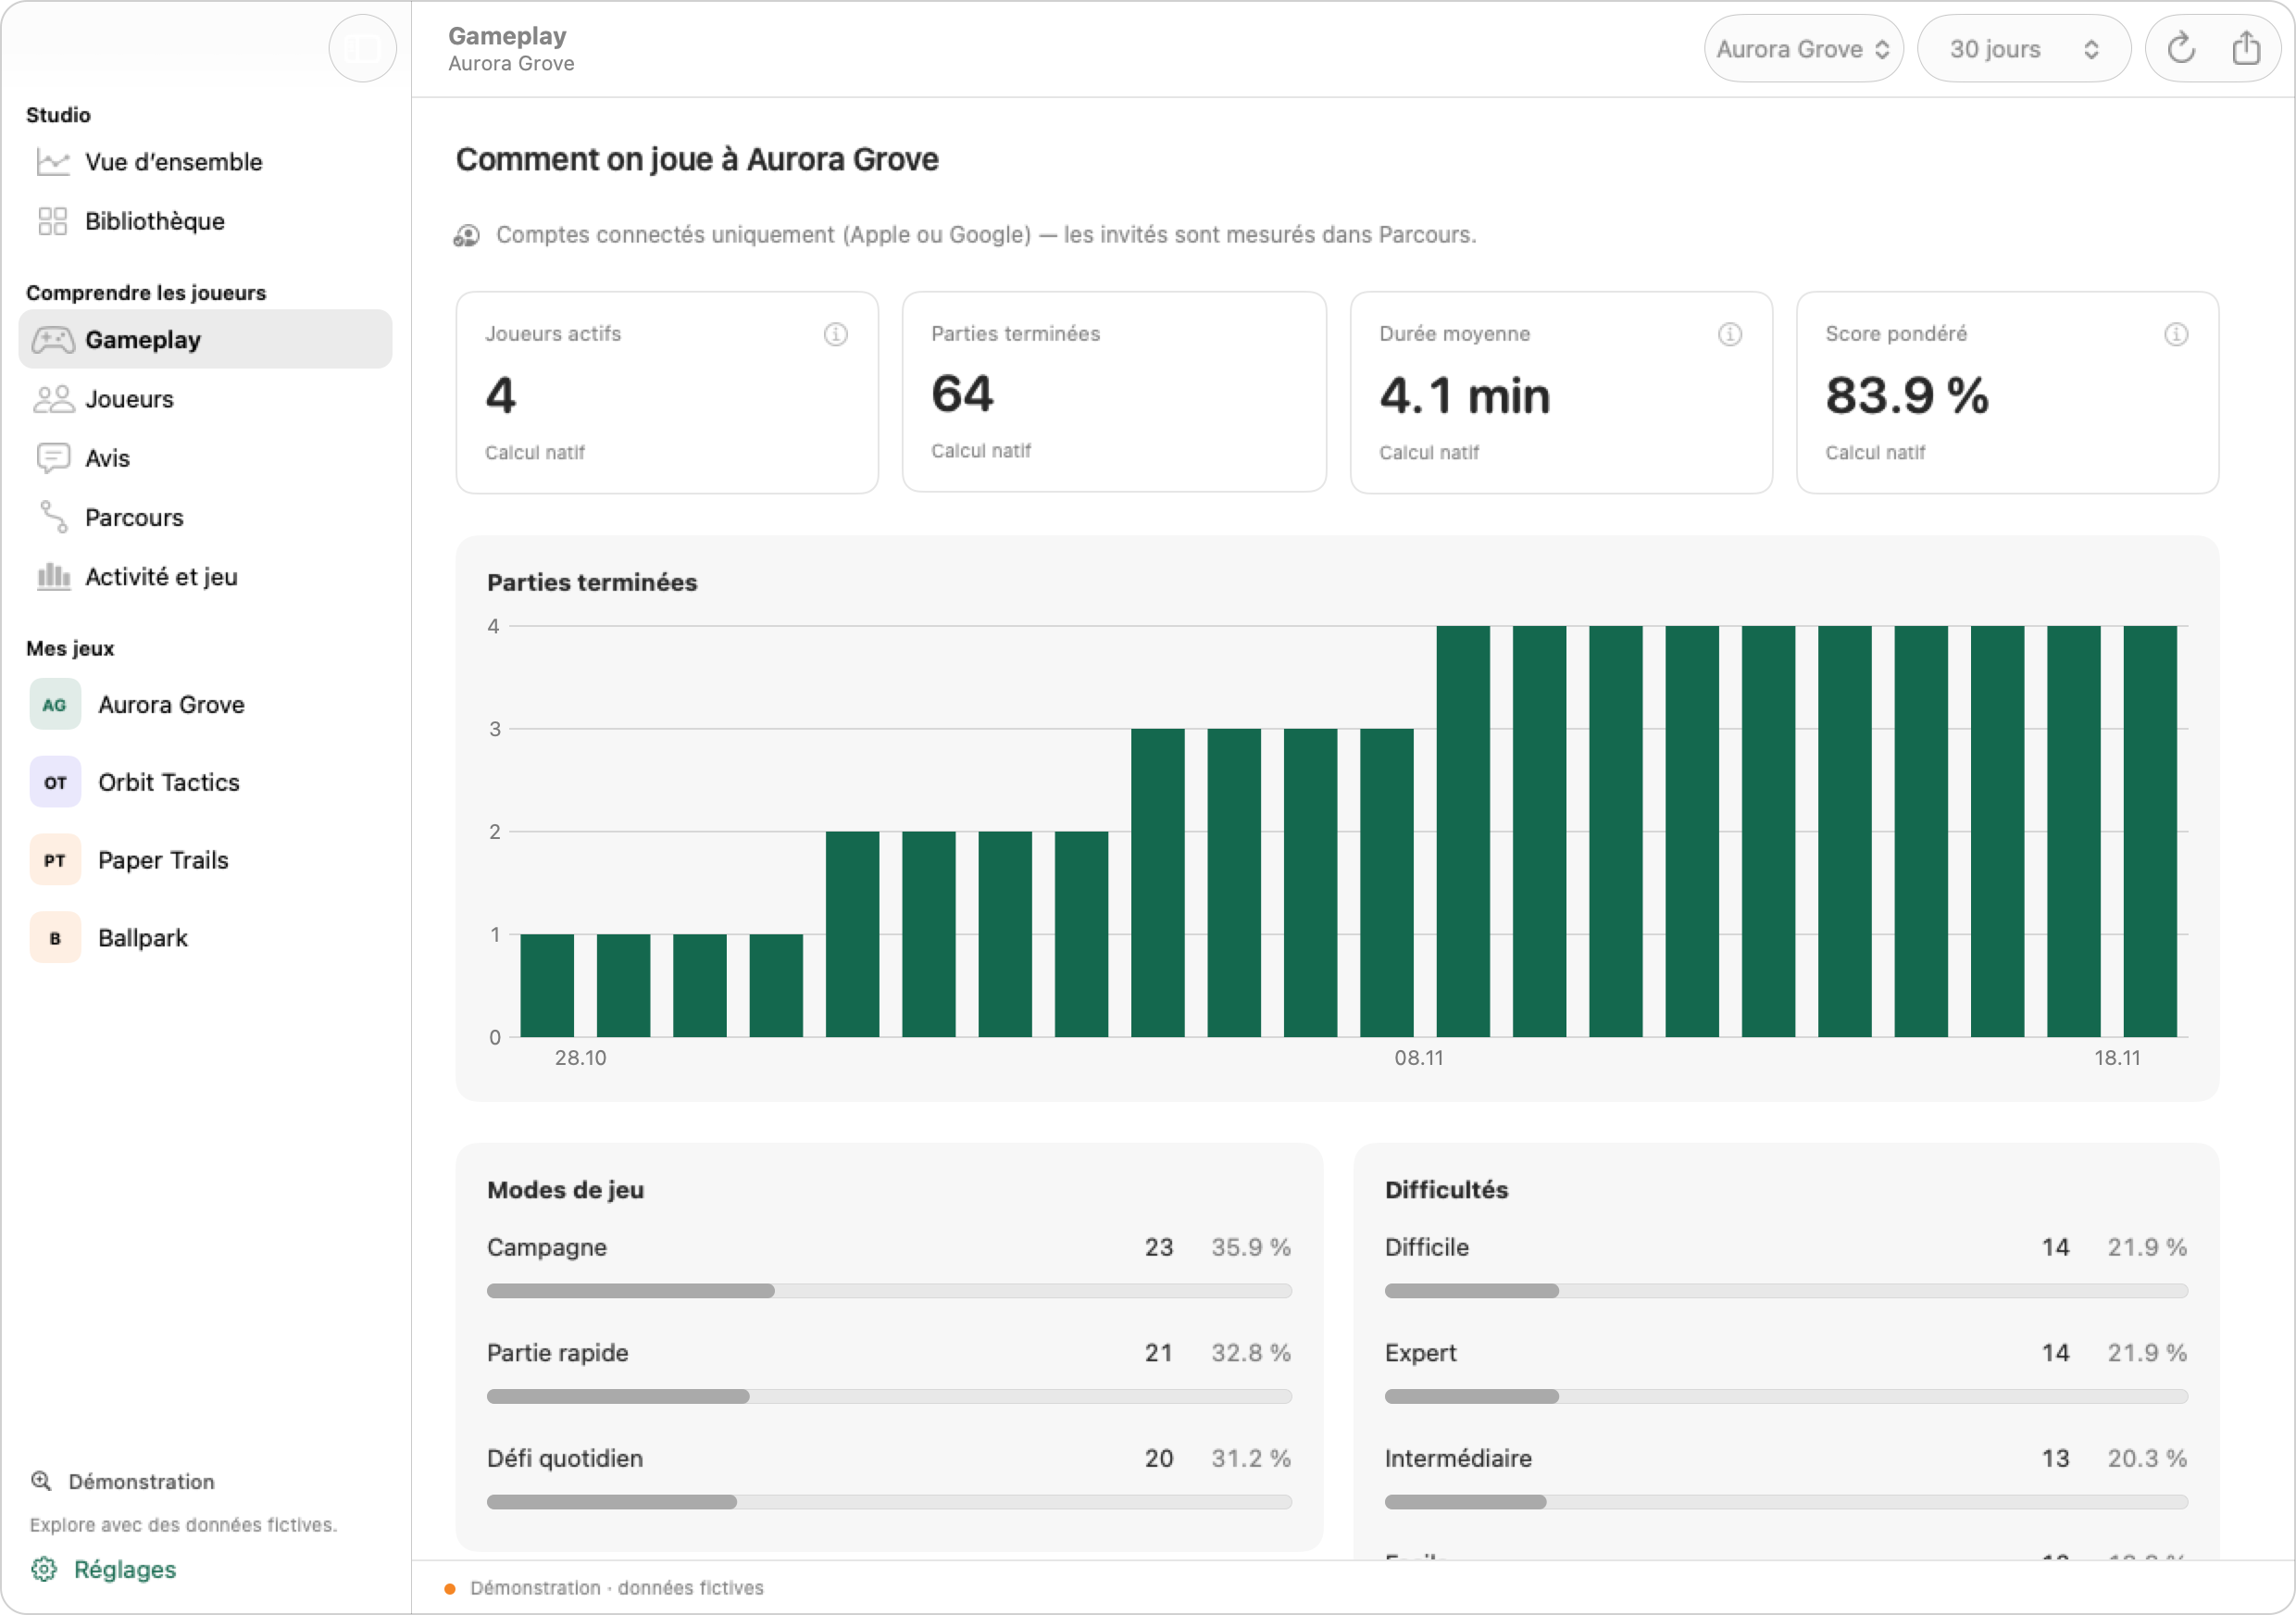 Gameplay
Aurora Grove
Aurora Grove
30 jours
Studio
Vue d’ensemble
Bibliothèque
Comprendre les joueurs
Gameplay
Joueurs
Avis
Parcours
Activité et jeu
Mes jeux
AG Aurora Grove
OT Orbit Tactics
PT Paper Trails
B Ballpark
Démonstration
Explore avec des données fictives.
Réglages
Comment on joue à Aurora Grove
Comptes connectés uniquement (Apple ou Google) — les invités sont mesurés dans Parcours.
Joueurs actifs
4
Calcul natif
Parties terminées
64
Calcul natif
Durée moyenne
4.1 min
Calcul natif
Score pondéré
83.9 %
Calcul natif
Parties terminées
4
3
2
1
0
28.10 08.11 18.11
Modes de jeu
Campagne 23 35.9 %
Partie rapide 21 32.8 %
Défi quotidien 20 31.2 %
Difficultés
Difficile 14 21.9 %
Expert 14 21.9 %
Intermédiaire 13 20.3 %
Démonstration · données fictives